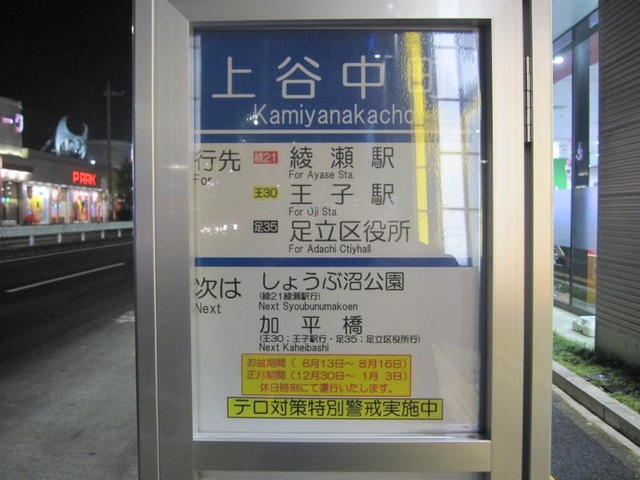 上谷中町
Kamiyanakacho
行先
For
綾21 綾瀬駅
For Ayase Sta.
王30 王子駅
For Oji Sta.
足35 足立区役所
For Adachi Ctiyhall
次は
Next
しょうぶ沼公園
(綾21綾瀬駅行)
Next Syoubunumakoen
加平橋
(王30;王子駅行・足35;足立区役所行)
Next Kaheibashi
お盆期間( 8月13日~ 8月16日)
正月期間(12月30日~ 1月 3日)
休日時刻にて運行いたします。
テロ対策特別警戒実施中
PARK